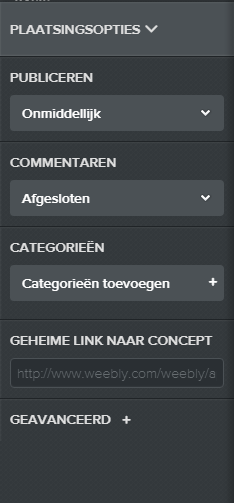 PLAATSINGSOPTIES
PUBLICEREN
Onmiddellijk
COMMENTAREN
Afgesloten
CATEGORIEËN
Categorieën toevoegen +
GEHEIME LINK NAAR CONCEPT
http://www.weebly.com/weebly/a
GEAVANCEERD +